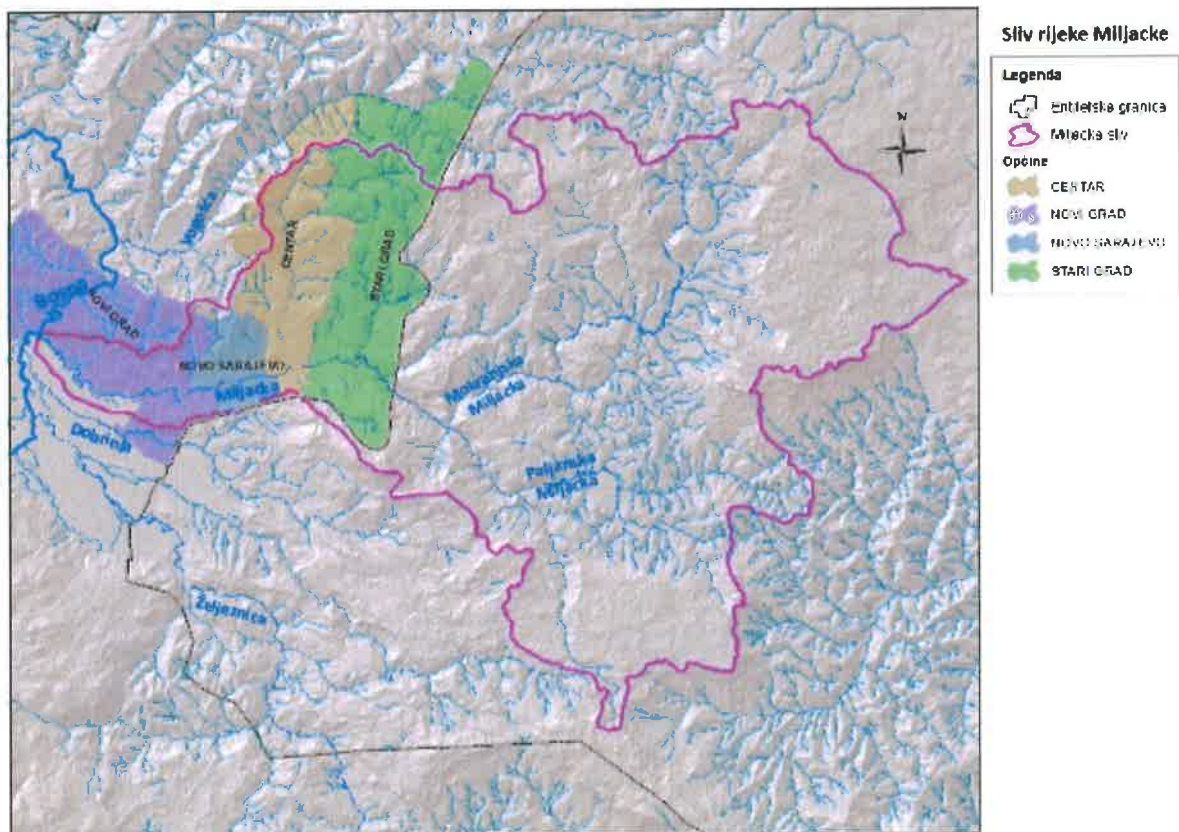 Sliv rijeke Miljacke
Legenda
Entitetska granica
Miljacka sliv
Općine
CENTAR
NOVI GRAD
NOVO SARAJEVO
STARI GRAD
N
Vogošća
CENTAR
STARI GRAD
Bosna
NOVI GRAD
NOVO SARAJEVO
Miljacka
Dobrinja
Mokranjska
Miljacka
Paljanska
Miljacka
Željeznica